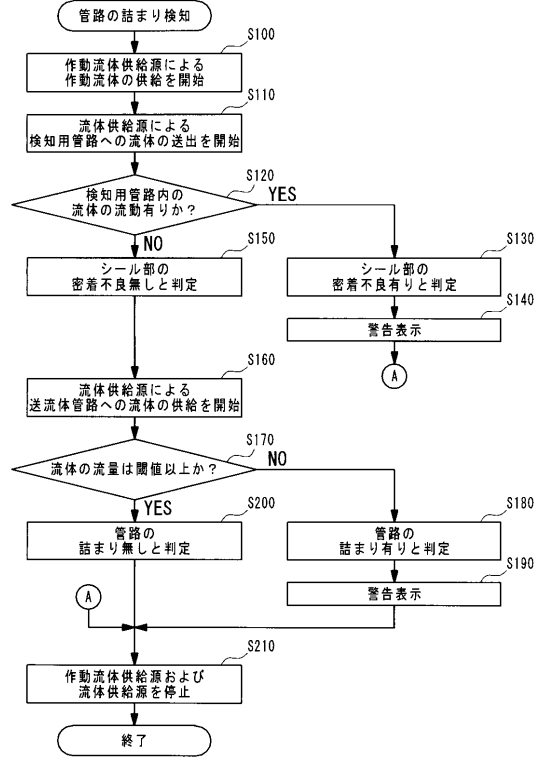 管路の詰まり検知
S100
作動流体供給源による
作動流体の供給を開始
S110
流体供給源による
検知用管路への流体の送出を開始
S120
検知用管路内の
流体の流動有りか？
YES
NO
S150
シール部の
密着不良無しと判定
S130
シール部の
密着不良有りと判定
S140
警告表示
A
S160
流体供給源による
送流体管路への流体の供給を開始
S170
流体の流量は閾値以上か？
NO
YES
S200
管路の
詰まり無しと判定
S180
管路の
詰まり有りと判定
S190
警告表示
A
S210
作動流体供給源および
流体供給源を停止
終了